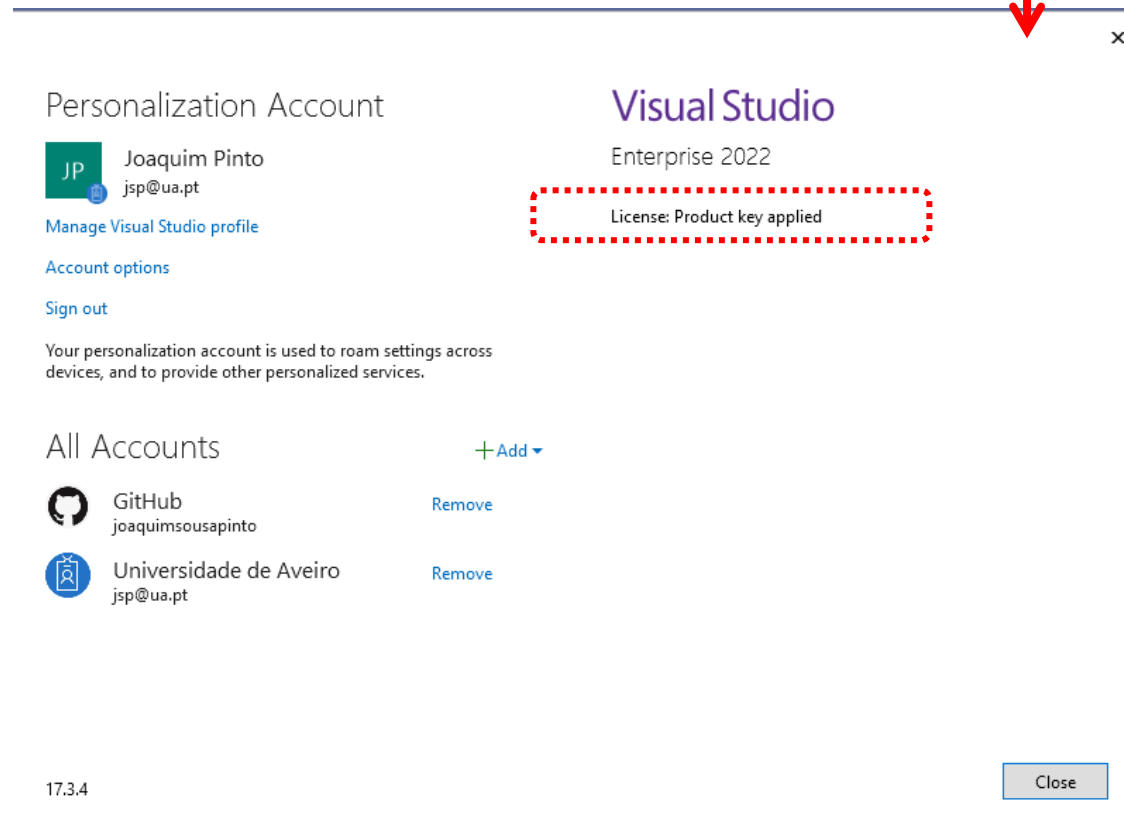 Personalization Account
JP
Joaquim Pinto
jsp@ua.pt
Manage Visual Studio profile
Account options
Sign out
Your personalization account is used to roam settings across
devices, and to provide other personalized services.
All Accounts
Add
GitHub
joaquimsousapinto
Remove
Universidade de Aveiro
jsp@ua.pt
Remove
17.3.4
Visual Studio
Enterprise 2022
License: Product key applied
Close